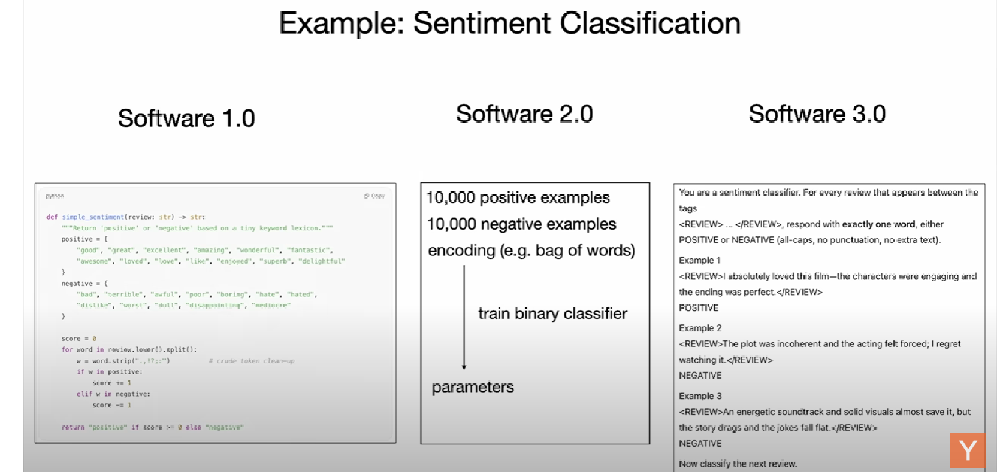 Example: Sentiment Classification
Software 1.0
python
Copy
def simple_sentiment(review: str) -> str:
    """Return 'positive' or 'negative' based on a tiny keyword lexicon."""
    positive = {
        "good", "great", "excellent", "amazing", "wonderful", "fantastic",
        "awesome", "loved", "love", "like", "enjoyed", "superb", "delightful"
    }
    negative = {
        "bad", "terrible", "awful", "poor", "boring", "hate", "hated",
        "dislike", "worst", "dull", "disappointing", "mediocre"
    }
    score = 0
    for word in review.lower().split():
        w = word.strip(".,!?;:")          # crude token clean-up
        if w in positive:
            score += 1
        elif w in negative:
            score -= 1
    return "positive" if score >= 0 else "negative"
Software 2.0
10,000 positive examples
10,000 negative examples
encoding (e.g. bag of words)
train binary classifier
parameters
Software 3.0
You are a sentiment classifier. For every review that appears between the
tags
<REVIEW> ... </REVIEW>, respond with exactly one word, either
POSITIVE or NEGATIVE (all-caps, no punctuation, no extra text).
Example 1
<REVIEW>I absolutely loved this film—the characters were engaging and
the ending was perfect.</REVIEW>
POSITIVE
Example 2
<REVIEW>The plot was incoherent and the acting felt forced; I regret
watching it.</REVIEW>
NEGATIVE
Example 3
<REVIEW>An energetic soundtrack and solid visuals almost save it, but
the story drags and the jokes fall flat.</REVIEW>
NEGATIVE
Now classify the next review.
Y